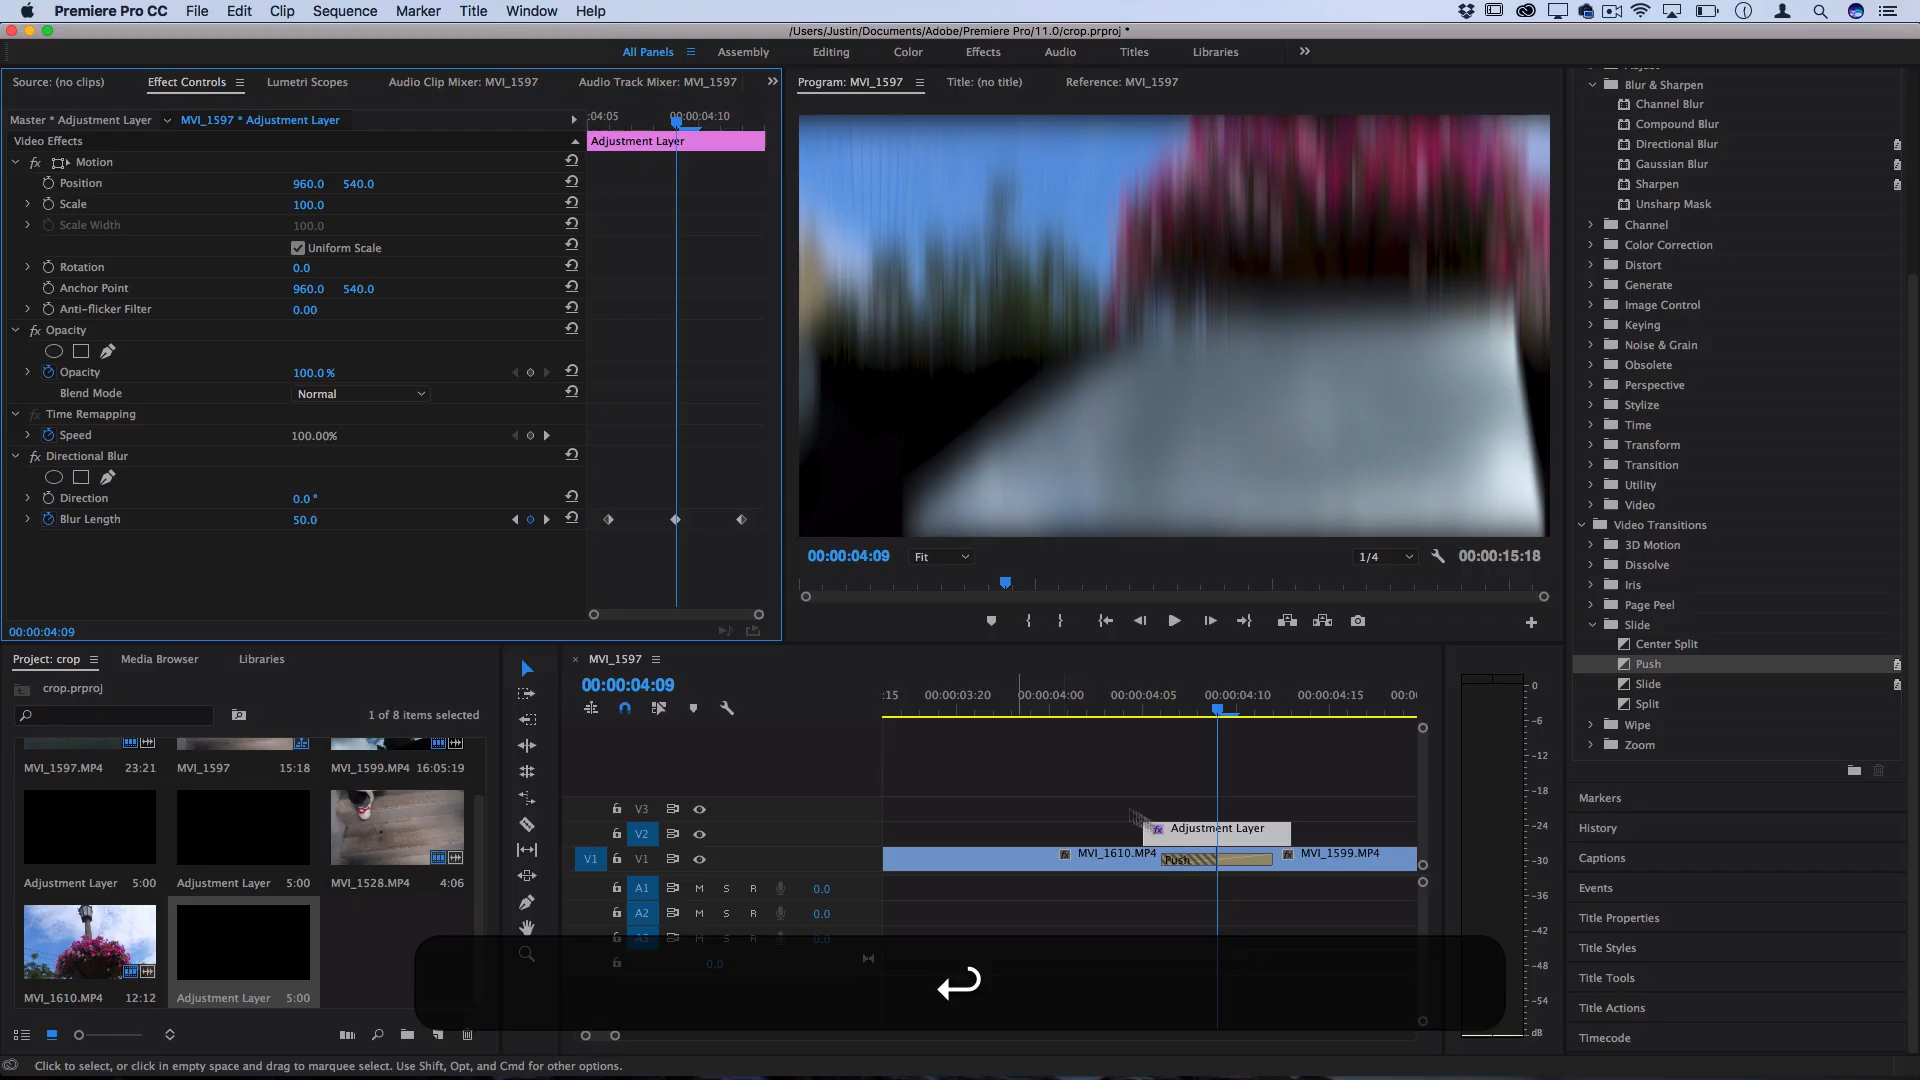 Premiere Pro CC File Edit Clip Sequence Marker Title Window Help
/Users/Justin/Documents/Adobe/Premiere Pro/11.0/crop.prproj *
All Panels Assembly Editing Color Effects Audio Titles Libraries
Source: (no clips) Effect Controls Lumetri Scopes Audio Clip Mixer: MVI_1597 Audio Track Mixer: MVI_1597
Master * Adjustment Layer MVI_1597 * Adjustment Layer
:04:05 00:00:04:10
Video Effects
Adjustment Layer
fx Motion
Position 960.0 540.0
Scale 100.0
Scale Width 100.0
Uniform Scale
Rotation 0.0
Anchor Point 960.0 540.0
Anti-flicker Filter 0.00
fx Opacity
Opacity 100.0 %
Blend Mode Normal
fx Time Remapping
Speed 100.00%
fx Directional Blur
Direction 0.0 °
Blur Length 50.0
00:00:04:09
Program: MVI_1597 Title: (no title) Reference: MVI_1597
00:00:04:09 Fit 1/4 00:00:15:18
Blur & Sharpen
Channel Blur
Compound Blur
Directional Blur
Gaussian Blur
Sharpen
Unsharp Mask
Channel
Color Correction
Distort
Generate
Image Control
Keying
Noise & Grain
Obsolete
Perspective
Stylize
Time
Transform
Transition
Utility
Video
Video Transitions
3D Motion
Dissolve
Iris
Page Peel
Slide
Center Split
Push
Slide
Split
Wipe
Zoom
Markers
History
Captions
Events
Title Properties
Title Styles
Title Tools
Title Actions
Timecode
Project: crop Media Browser Libraries
crop.prproj
1 of 8 items selected
MVI_1597.MP4 23:21 MVI_1597 15:18 MVI_1599.MP4 16:05:19
Adjustment Layer 5:00 Adjustment Layer 5:00 MVI_1528.MP4 4:06
MVI_1610.MP4 12:12 Adjustment Layer 5:00
MVI_1597
00:00:04:09
:15 00:00:03:20 00:00:04:00 00:00:04:05 00:00:04:10 00:00:04:15 00:00
V3
V2 fx Adjustment Layer
V1 V1 MVI_1610.MP4 Push MVI_1599.MP4
A1 M S R 0.0
A2 M S R 0.0
A3 M S R 0.0
0.0
0
-6
-12
-18
-24
-30
-36
-42
-48
-54
dB
Click to select, or click in empty space and drag to marquee select. Use Shift, Opt, and Cmd for other options.